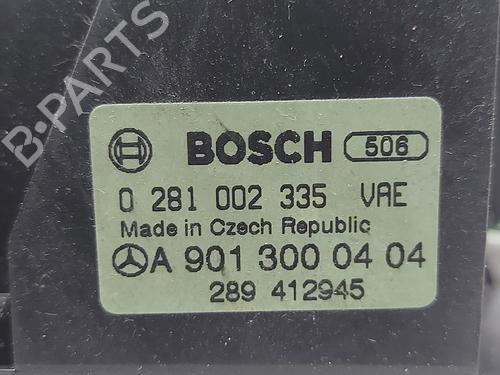 B-PARTS
BOSCH 506
0 281 002 335 VAE
Made in Czech Republic
A 901 300 04 04
289 412945